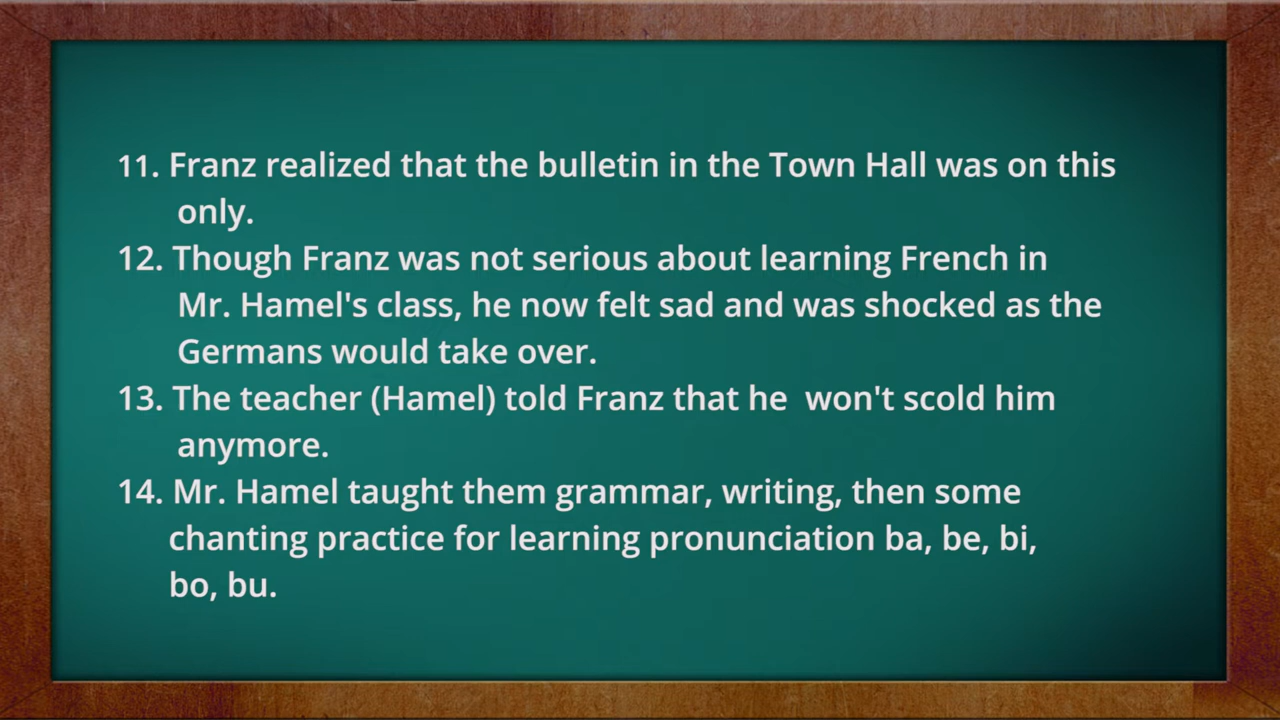 11. Franz realized that the bulletin in the Town Hall was on this
only.
12. Though Franz was not serious about learning French in
Mr. Hamel's class, he now felt sad and was shocked as the
Germans would take over.
13. The teacher (Hamel) told Franz that he  won't scold him
anymore.
14. Mr. Hamel taught them grammar, writing, then some
chanting practice for learning pronunciation ba, be, bi,
bo, bu.